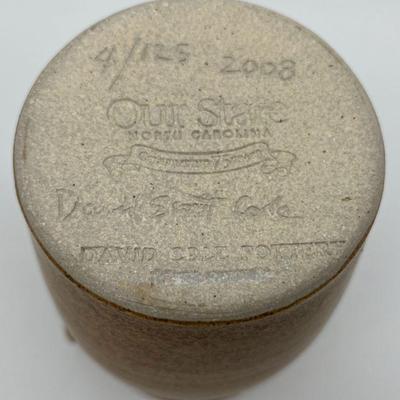 4/125 2008
Our State
NORTH CAROLINA
David Stuart Cole
DAVID COLE POTTERY